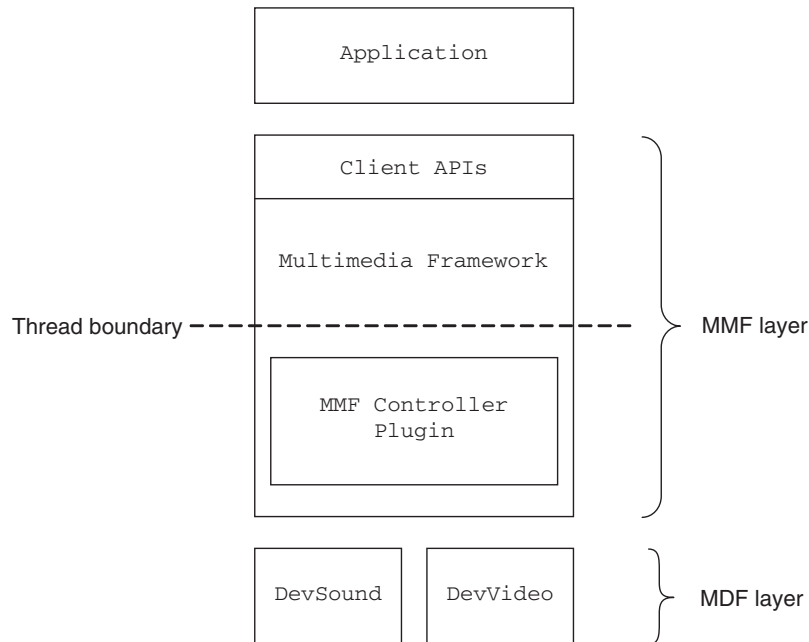 Application
Client APIs
Multimedia Framework
Thread boundary
MMF layer
MMF Controller
Plugin
DevSound
DevVideo
MDF layer